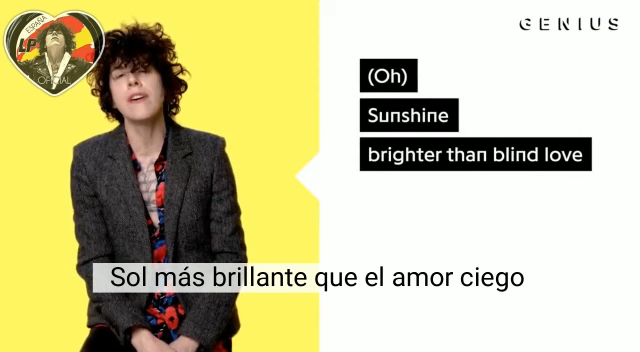 ESPAÑA
LP
OFICIAL
GENIUS
(Oh)
Sunshine
brighter than blind love
Sol más brillante que el amor ciego